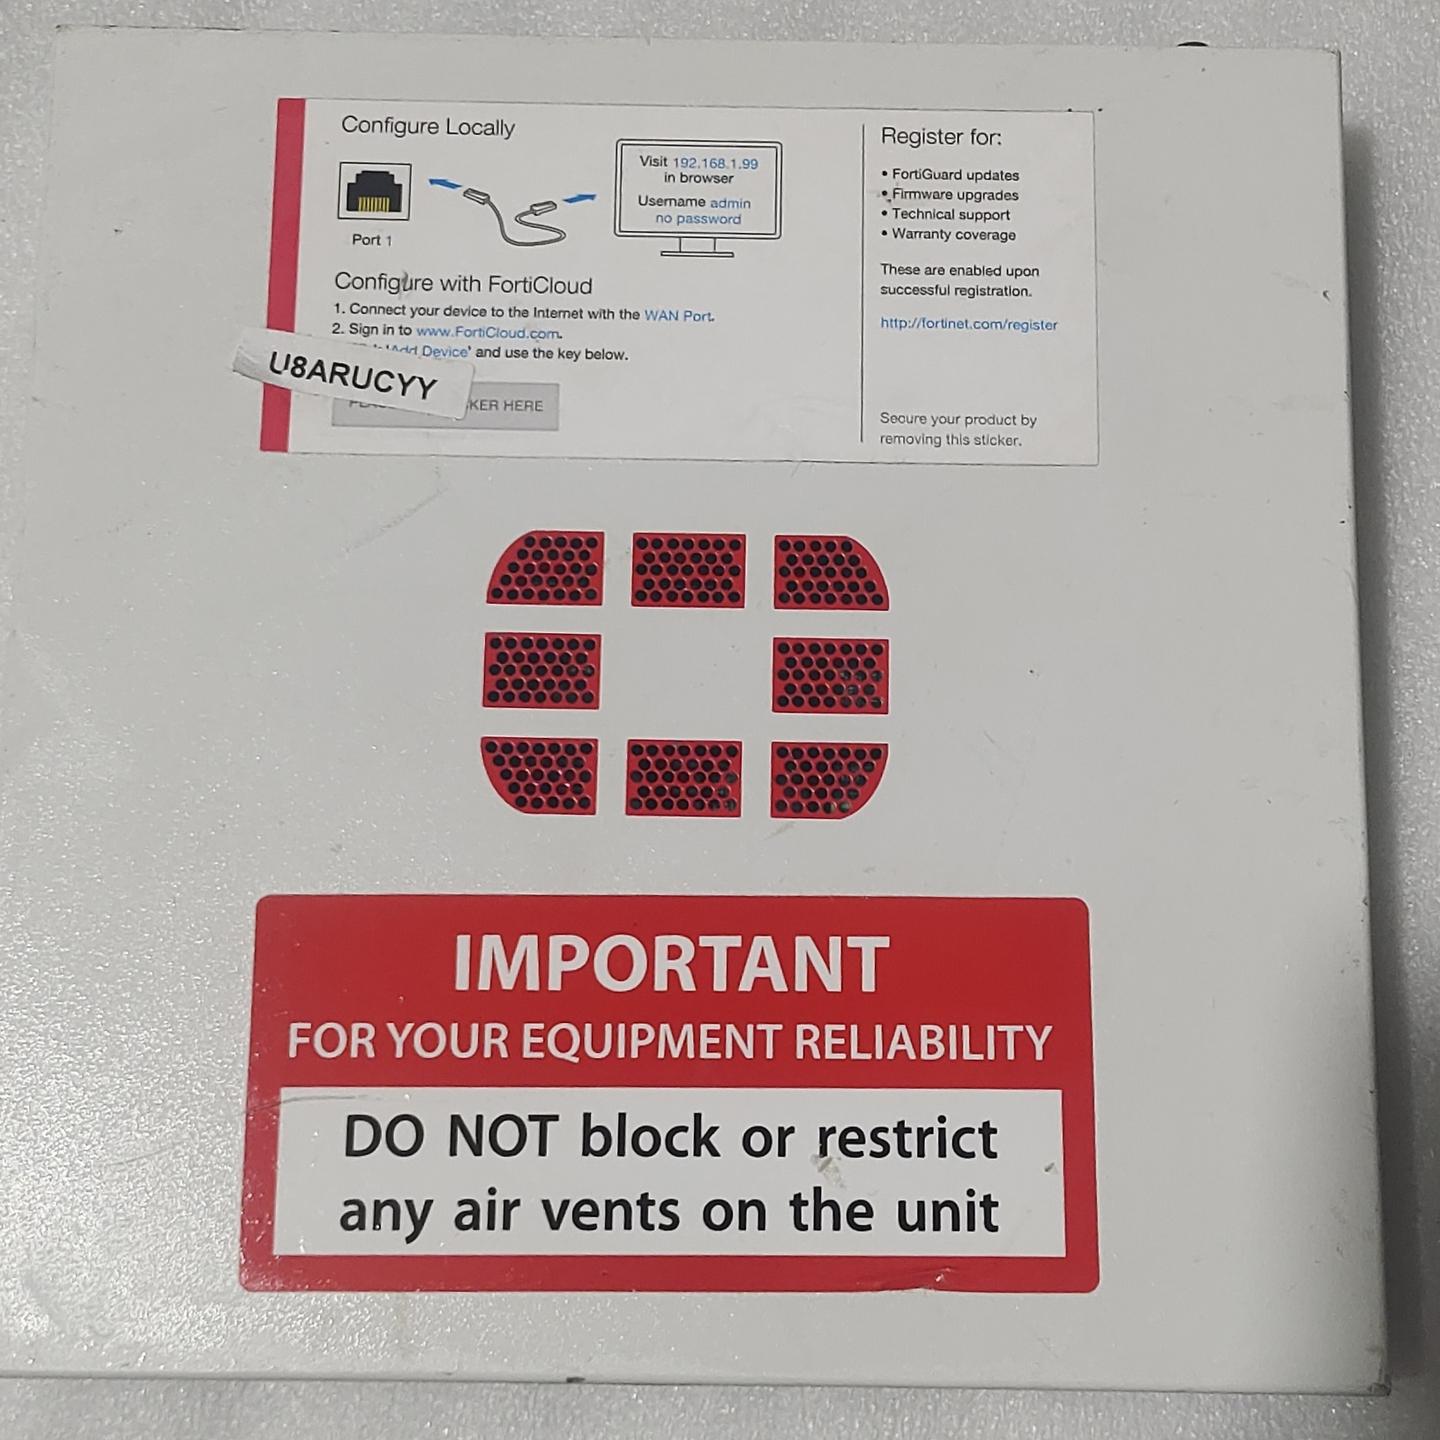 Configure Locally
Port 1
Visit 192.168.1.99
in browser
Username admin
no password
Configure with FortiCloud
1. Connect your device to the Internet with the WAN Port.
2. Sign in to www.FortiCloud.com.
'Add Device' and use the key below.
U8ARUCYY
HERE
Register for:
• FortiGuard updates
• Firmware upgrades
• Technical support
• Warranty coverage
These are enabled upon
successful registration.
http://fortinet.com/register
Secure your product by
removing this sticker.
IMPORTANT
FOR YOUR EQUIPMENT RELIABILITY
DO NOT block or restrict
any air vents on the unit